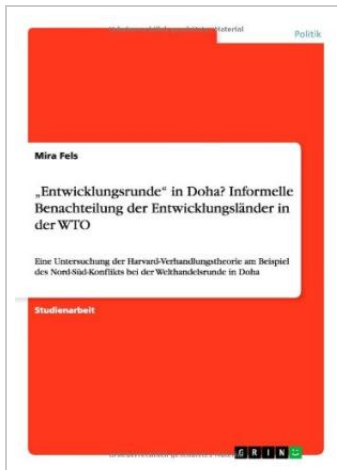 Politik
Mira Fels
„Entwicklungsrunde“ in Doha? Informelle
Benachteilung der Entwicklungsländer in
der WTO
Eine Untersuchung der Harvard-Verhandlungstheorie am Beispiel
des Nord-Süd-Konflikts bei der Welthandelsrunde in Doha
Studienarbeit
GRIN